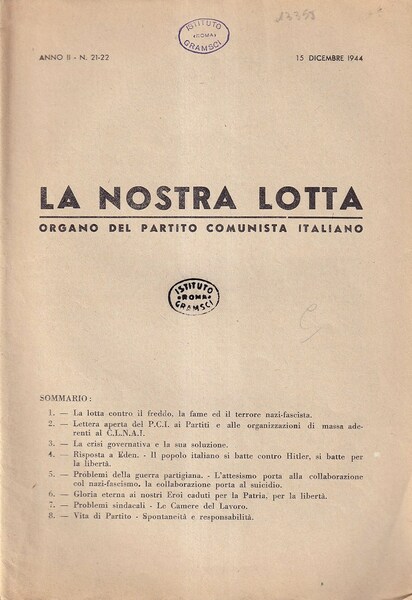 ISTITUTO
*ROMA*
GRAMSCI
13358
ANNO II - N. 21-22
15 DICEMBRE 1944
LA NOSTRA LOTTA
ORGANO DEL PARTITO COMUNISTA ITALIANO
ISTITUTO
*ROMA*
GRAMSCI
SOMMARIO:
1. — La lotta contro il freddo, la fame ed il terrore nazi-fascista.
2. — Lettera aperta del P.C.I. ai Partiti e alle organizzazioni di massa ade-
renti al C.L.N.A.I.
3. — La crisi governativa e la sua soluzione.
4. — Risposta a Eden. - Il popolo italiano si batte contro Hitler, si batte per
la libertà.
5. — Problemi della guerra partigiana. - L'attesismo porta alla collaborazione
col nazi-fascismo, la collaborazione porta al suicidio.
6. — Gloria eterna ai nostri Eroi caduti per la Patria, per la libertà.
7. — Problemi sindacali - Le Camere del Lavoro.
8. — Vita di Partito - Spontaneità e responsabilità.